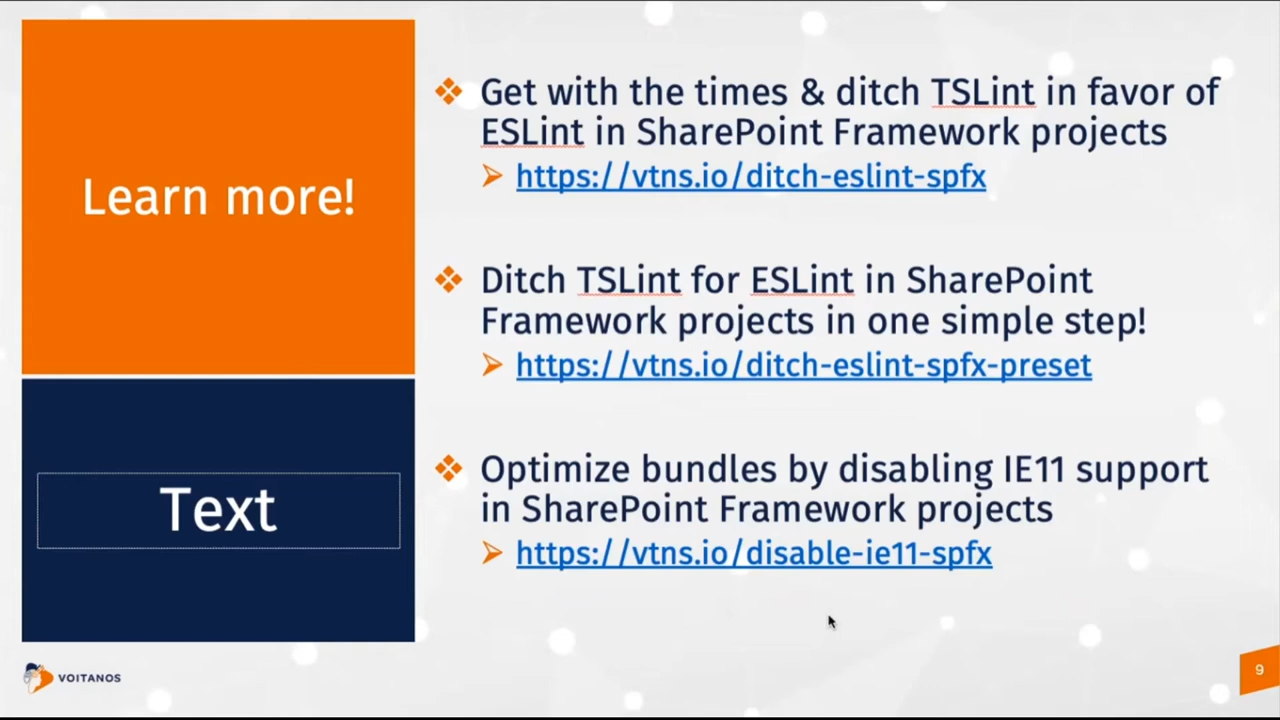 Learn more!
Text
Get with the times & ditch TSLint in favor of
ESLint in SharePoint Framework projects
https://vtns.io/ditch-eslint-spfx
Ditch TSLint for ESLint in SharePoint
Framework projects in one simple step!
https://vtns.io/ditch-eslint-spfx-preset
Optimize bundles by disabling IE11 support
in SharePoint Framework projects
https://vtns.io/disable-ie11-spfx
VOITANOS
9